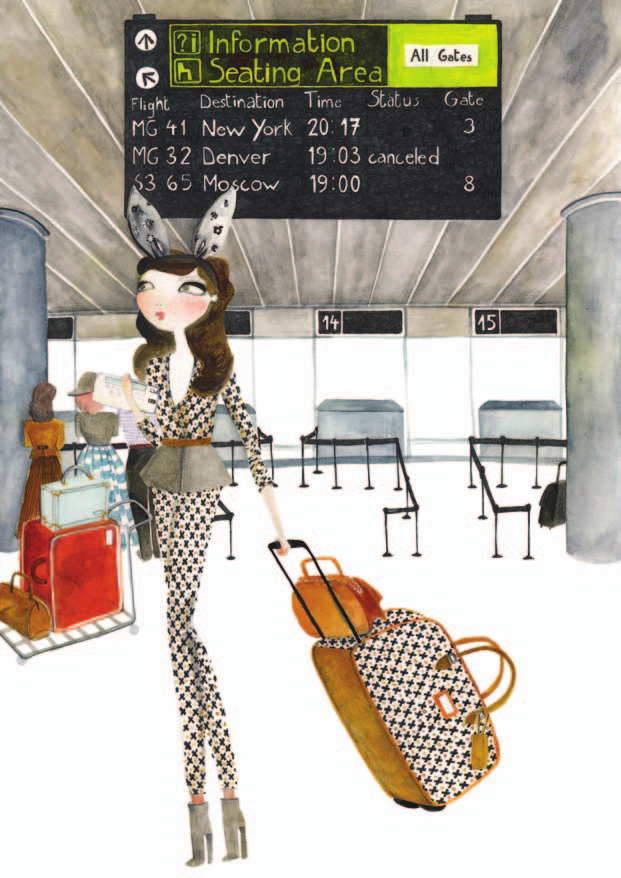 ?i Information
Seating Area
All Gates
Flight Destination Time Status Gate
MG 41 New York 20:17 3
MG 32 Denver 19:03 canceled
S3 65 Moscow 19:00 8
14
15